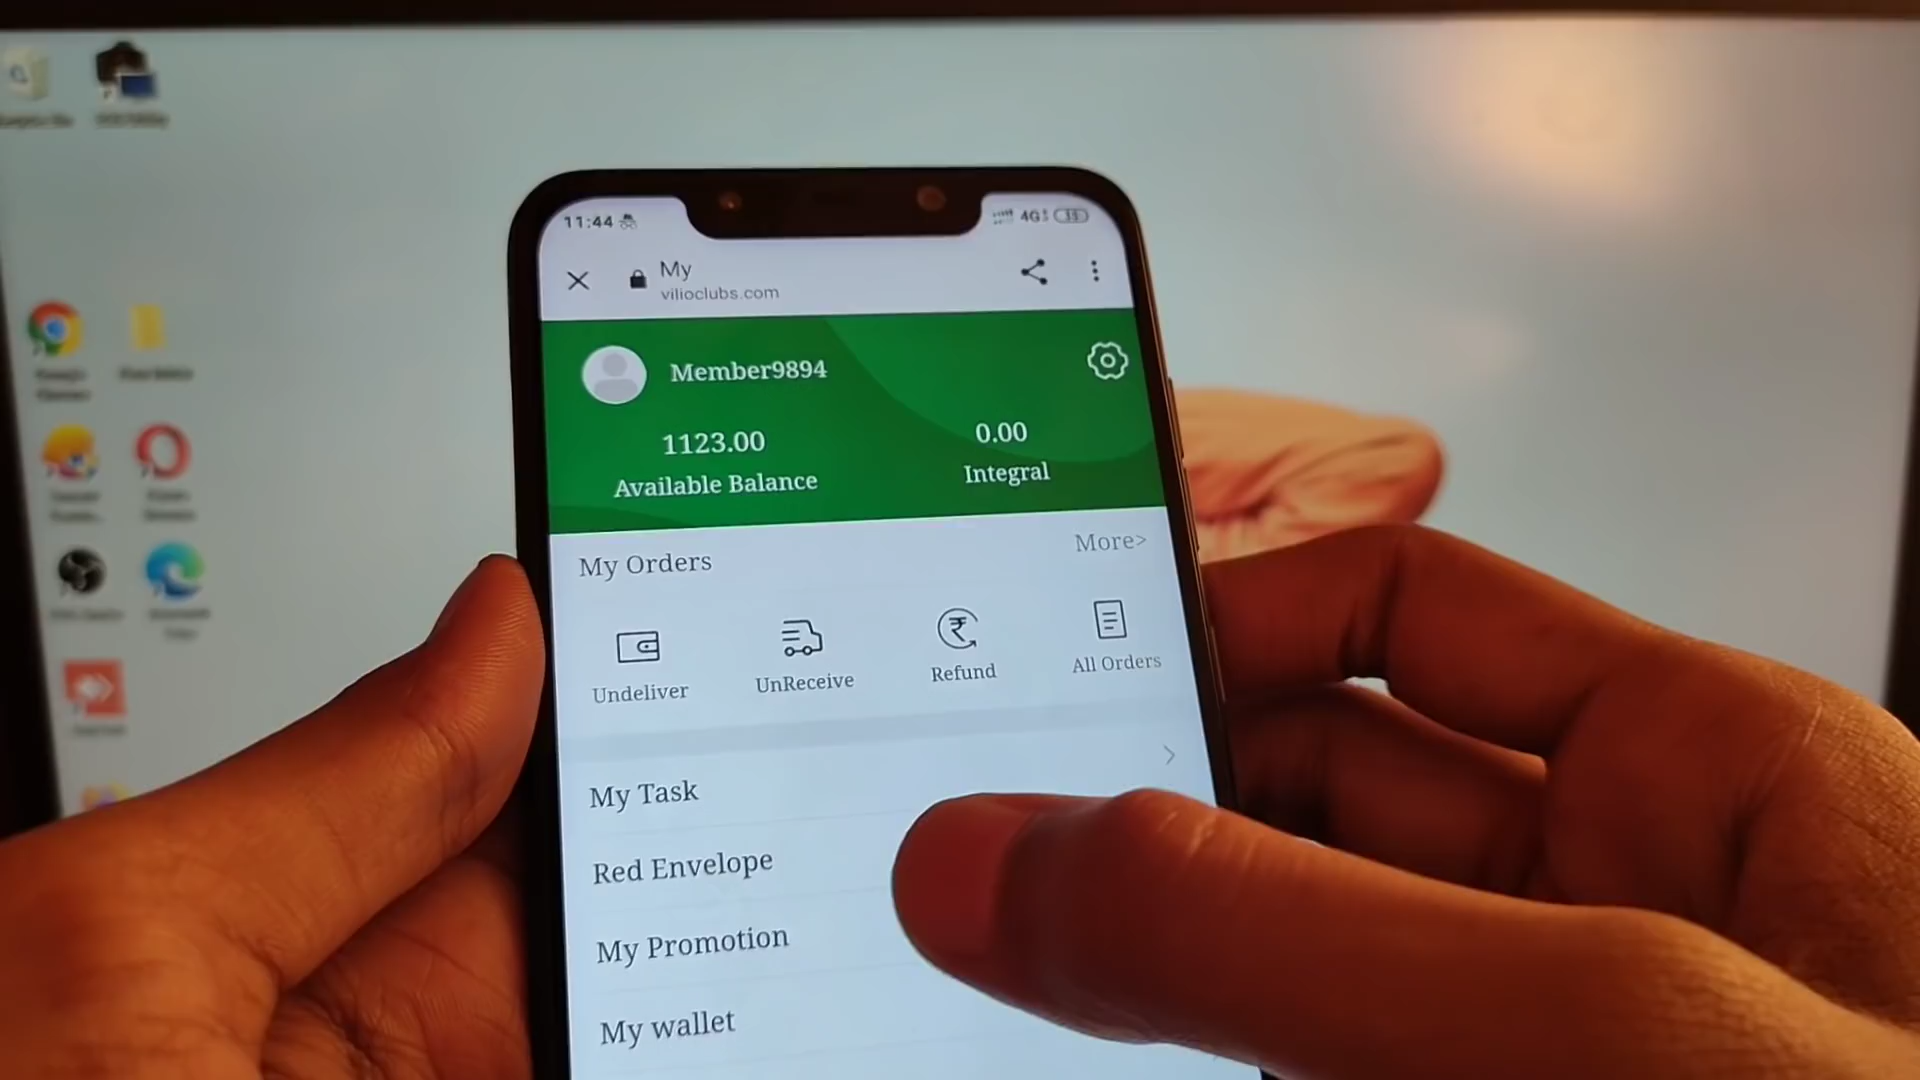 11:44
4G
33
My
vilioclubs.com
Member9894
1123.00
0.00
Available Balance
Integral
My Orders
More>
Undeliver
UnReceive
Refund
All Orders
My Task
Red Envelope
My Promotion
My wallet